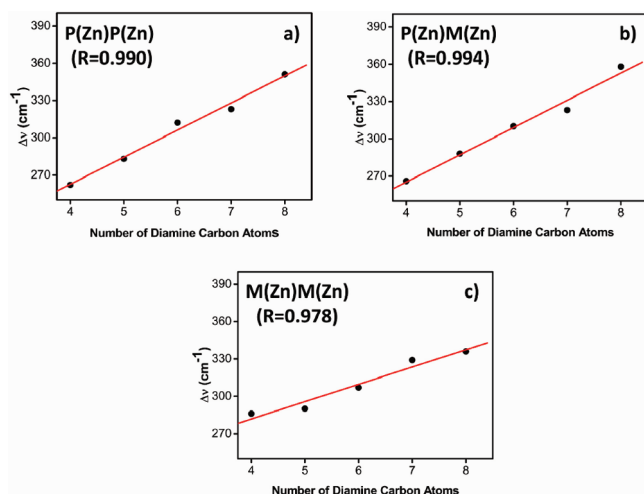 P(Zn)P(Zn)
(R=0.990)
a)
390
360
330
300
270
Δν (cm⁻¹)
4 5 6 7 8
Number of Diamine Carbon Atoms
P(Zn)M(Zn)
(R=0.994)
b)
390
360
330
300
270
Δν (cm⁻¹)
4 5 6 7 8
Number of Diamine Carbon Atoms
M(Zn)M(Zn)
(R=0.978)
c)
390
360
330
300
270
Δν (cm⁻¹)
4 5 6 7 8
Number of Diamine Carbon Atoms